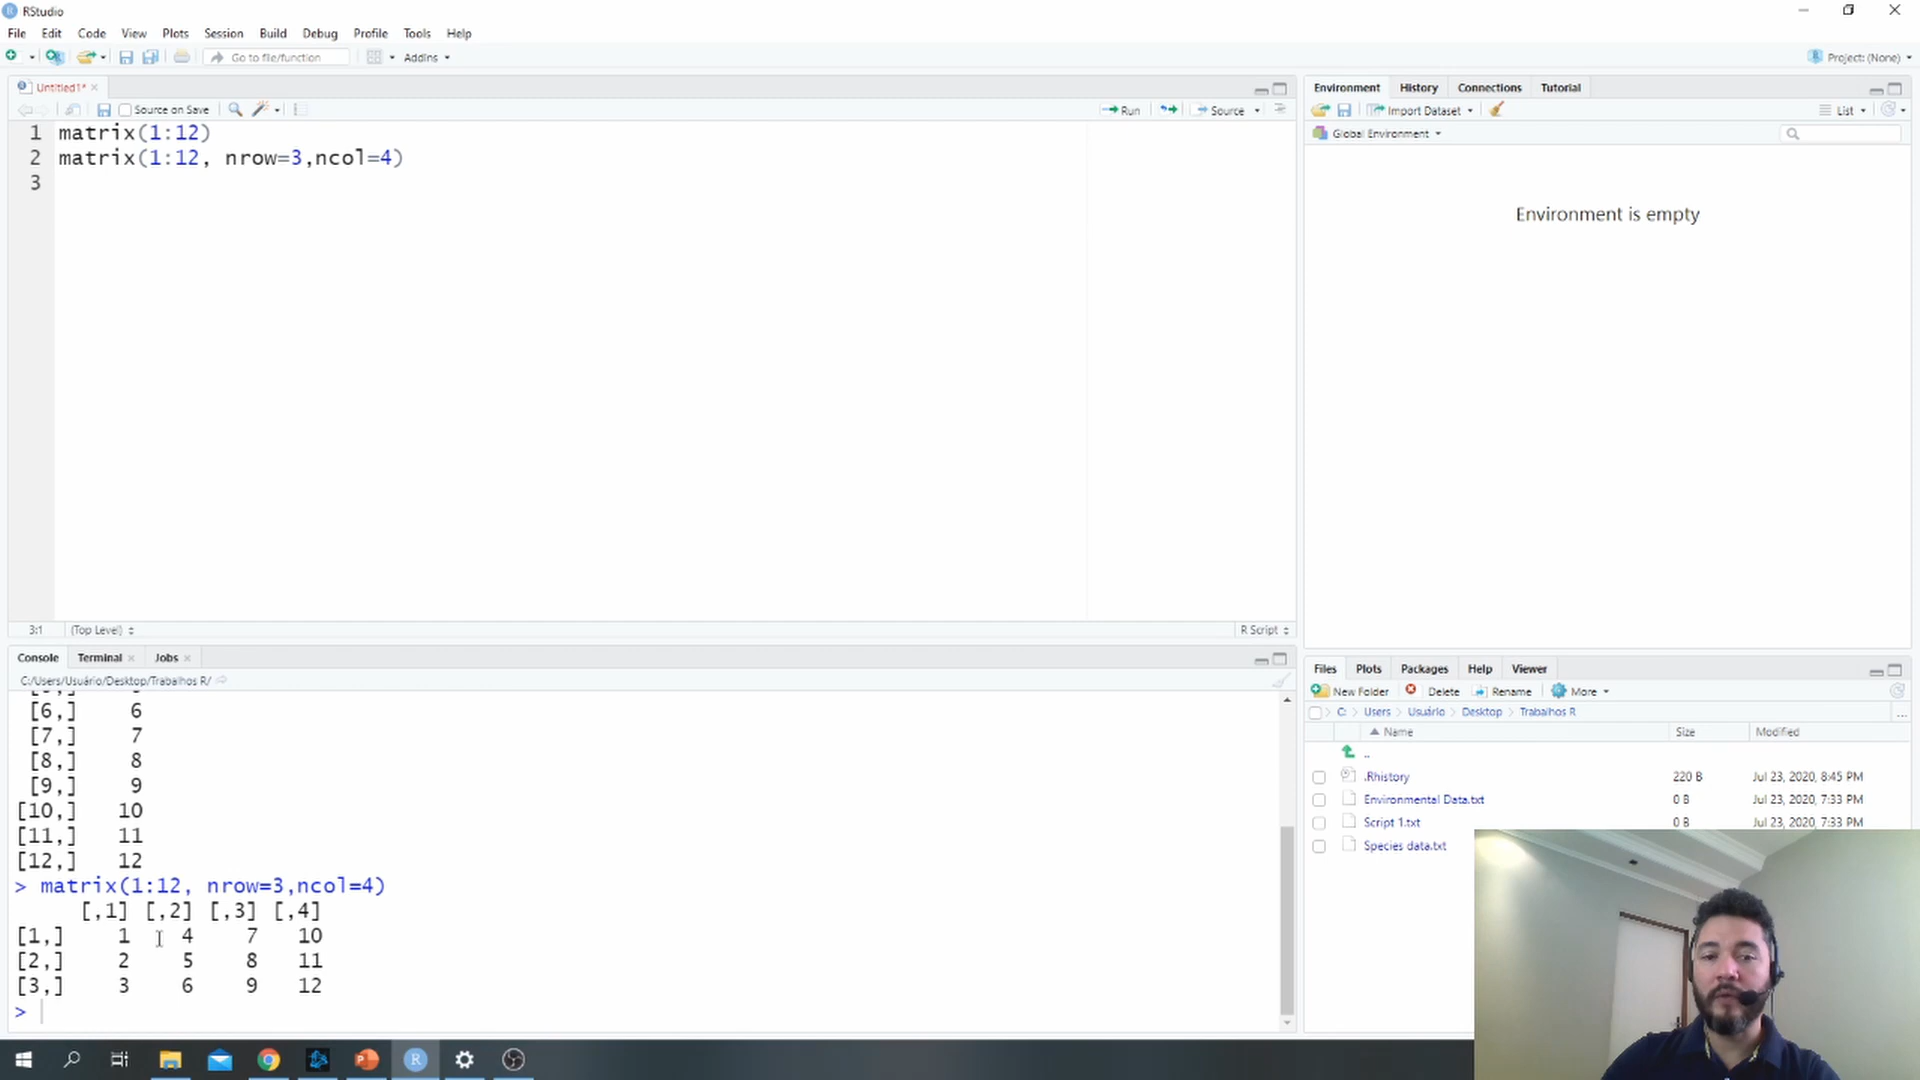 RStudio
File Edit Code View Plots Session Build Debug Profile Tools Help
Go to file/function Addins Project: (None)
Untitled1*
Source on Save Run Source
1 matrix(1:12)
2 matrix(1:12, nrow=3,ncol=4)
3
3:1 (Top Level) R Script
Console Terminal Jobs
C:/Users/Usuário/Desktop/Trabalhos R/
[6,] 6
[7,] 7
[8,] 8
[9,] 9
[10,] 10
[11,] 11
[12,] 12
> matrix(1:12, nrow=3,ncol=4)
[,1] [,2] [,3] [,4]
[1,] 1 4 7 10
[2,] 2 5 8 11
[3,] 3 6 9 12
>
Environment History Connections Tutorial
Import Dataset List
Global Environment
Environment is empty
Files Plots Packages Help Viewer
New Folder Delete Rename More
C: Users Usuário Desktop Trabalhos R ...
Name Size Modified
..
.Rhistory 220 B Jul 23, 2020, 8:45 PM
Environmental Data.txt 0 B Jul 23, 2020, 7:33 PM
Script 1.txt 0 B Jul 23, 2020, 7:33 PM
Species data.txt